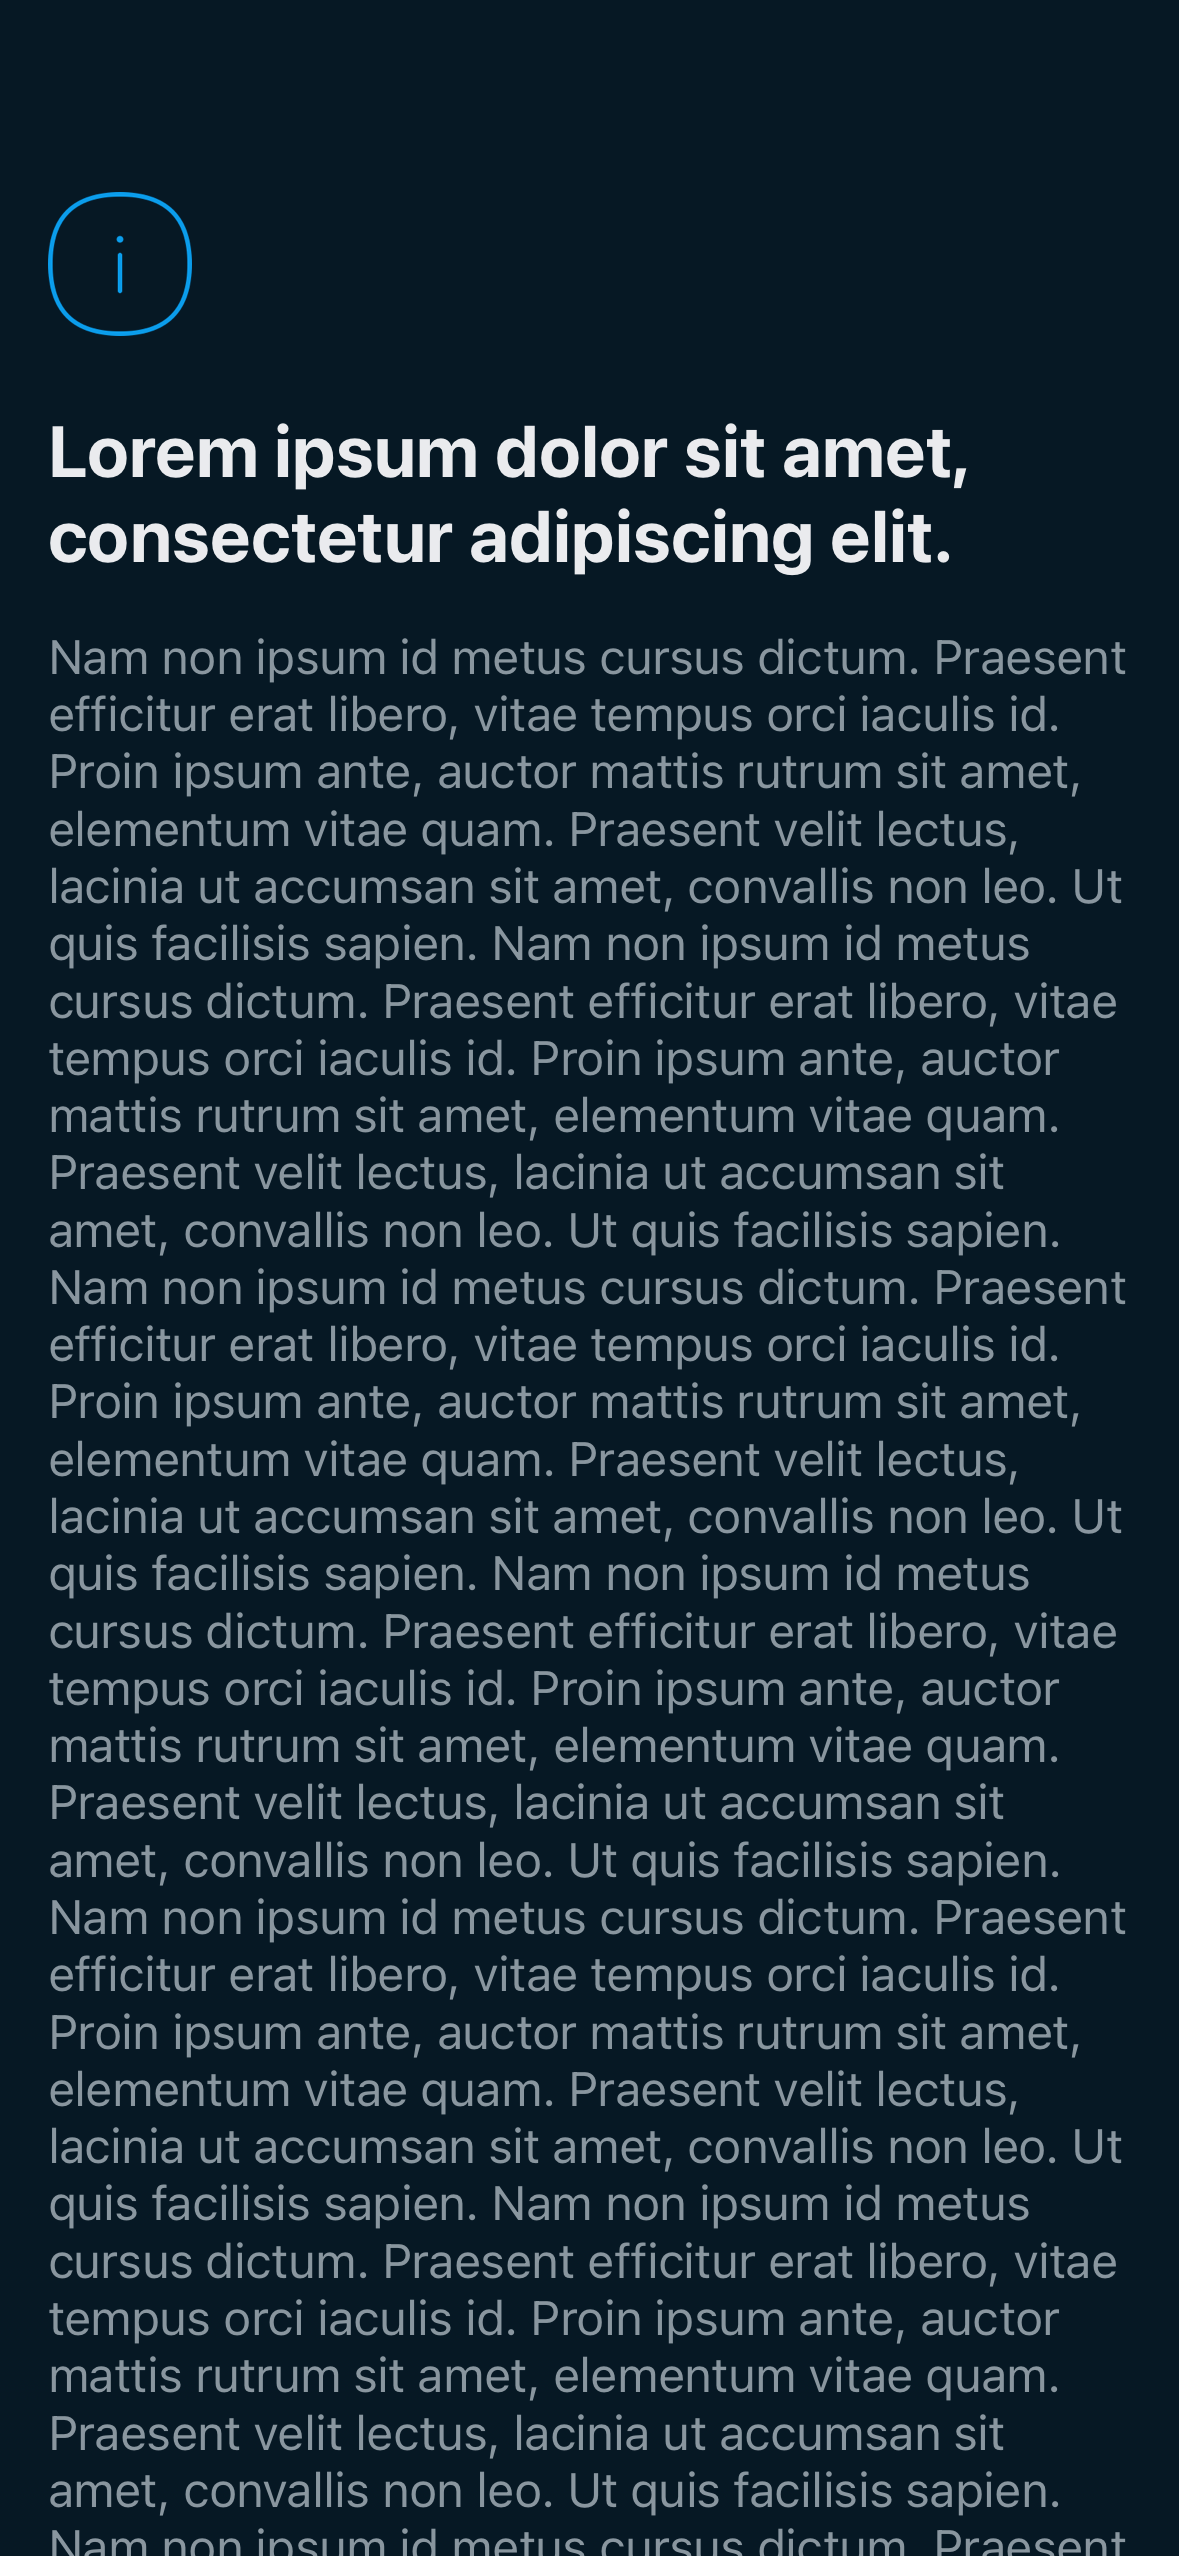 Lorem ipsum dolor sit amet,
consectetur adipiscing elit.
Nam non ipsum id metus cursus dictum. Praesent
efficitur erat libero, vitae tempus orci iaculis id.
Proin ipsum ante, auctor mattis rutrum sit amet,
elementum vitae quam. Praesent velit lectus,
lacinia ut accumsan sit amet, convallis non leo. Ut
quis facilisis sapien. Nam non ipsum id metus
cursus dictum. Praesent efficitur erat libero, vitae
tempus orci iaculis id. Proin ipsum ante, auctor
mattis rutrum sit amet, elementum vitae quam.
Praesent velit lectus, lacinia ut accumsan sit
amet, convallis non leo. Ut quis facilisis sapien.
Nam non ipsum id metus cursus dictum. Praesent
efficitur erat libero, vitae tempus orci iaculis id.
Proin ipsum ante, auctor mattis rutrum sit amet,
elementum vitae quam. Praesent velit lectus,
lacinia ut accumsan sit amet, convallis non leo. Ut
quis facilisis sapien. Nam non ipsum id metus
cursus dictum. Praesent efficitur erat libero, vitae
tempus orci iaculis id. Proin ipsum ante, auctor
mattis rutrum sit amet, elementum vitae quam.
Praesent velit lectus, lacinia ut accumsan sit
amet, convallis non leo. Ut quis facilisis sapien.
Nam non ipsum id metus cursus dictum. Praesent
efficitur erat libero, vitae tempus orci iaculis id.
Proin ipsum ante, auctor mattis rutrum sit amet,
elementum vitae quam. Praesent velit lectus,
lacinia ut accumsan sit amet, convallis non leo. Ut
quis facilisis sapien. Nam non ipsum id metus
cursus dictum. Praesent efficitur erat libero, vitae
tempus orci iaculis id. Proin ipsum ante, auctor
mattis rutrum sit amet, elementum vitae quam.
Praesent velit lectus, lacinia ut accumsan sit
amet, convallis non leo. Ut quis facilisis sapien.
Nam non ipsum id metus cursus dictum. Praesent